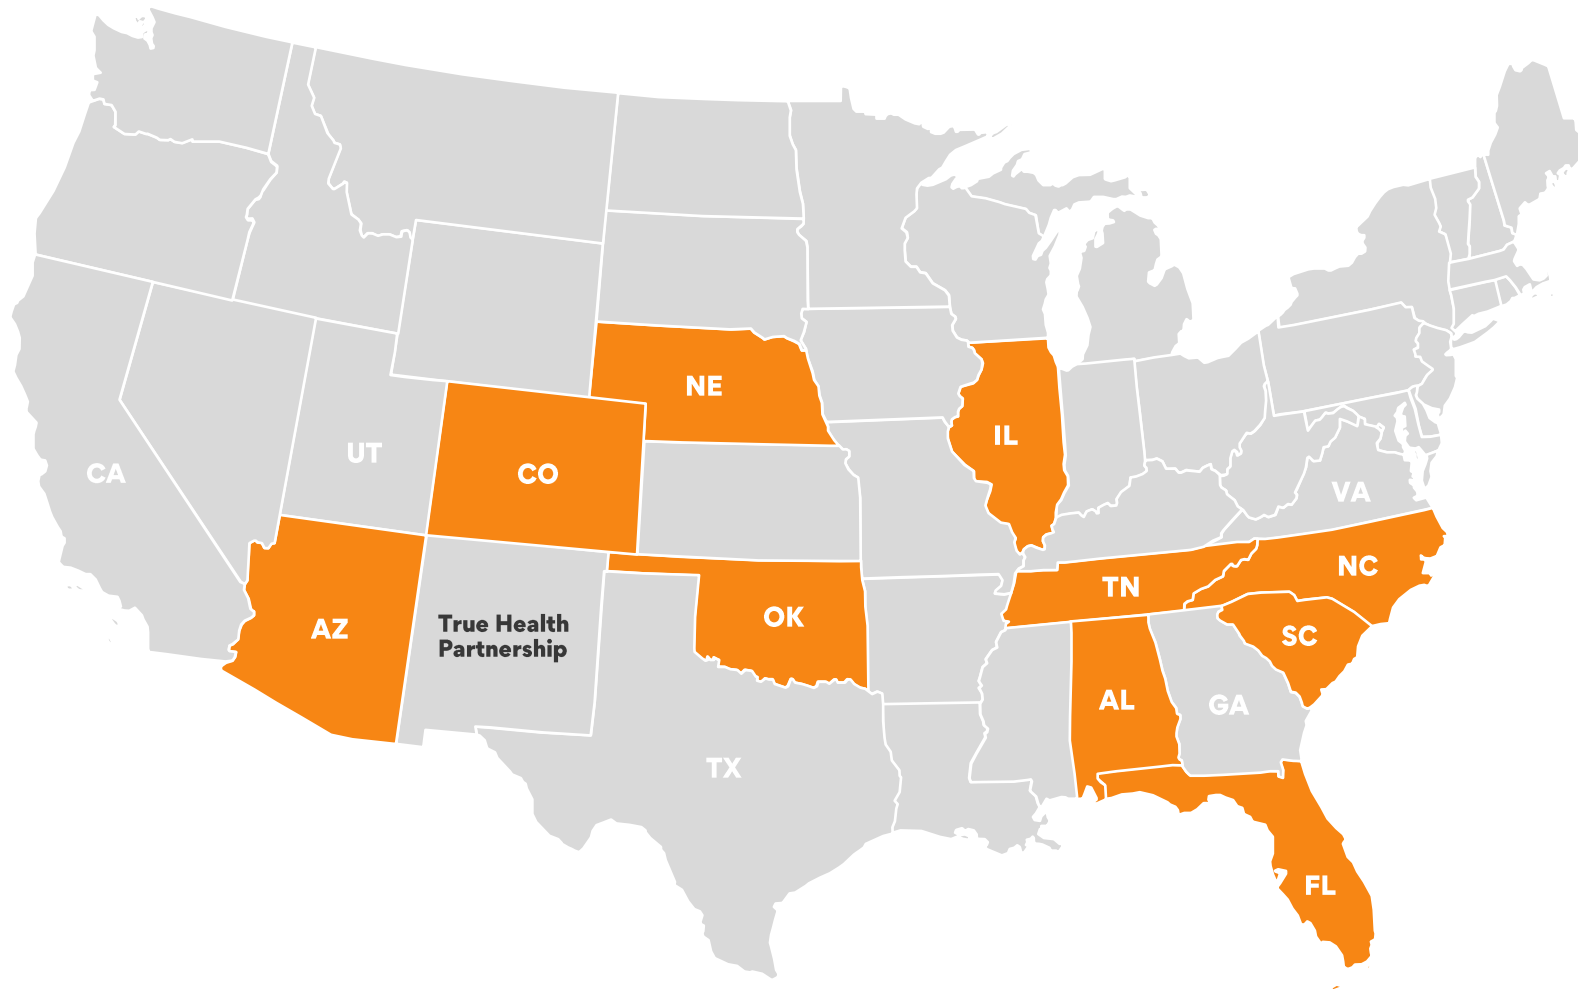 NE
IL
UT
CO
CA
VA
NC
TN
OK
True Health
Partnership
AZ
SC
AL
GA
TX
FL